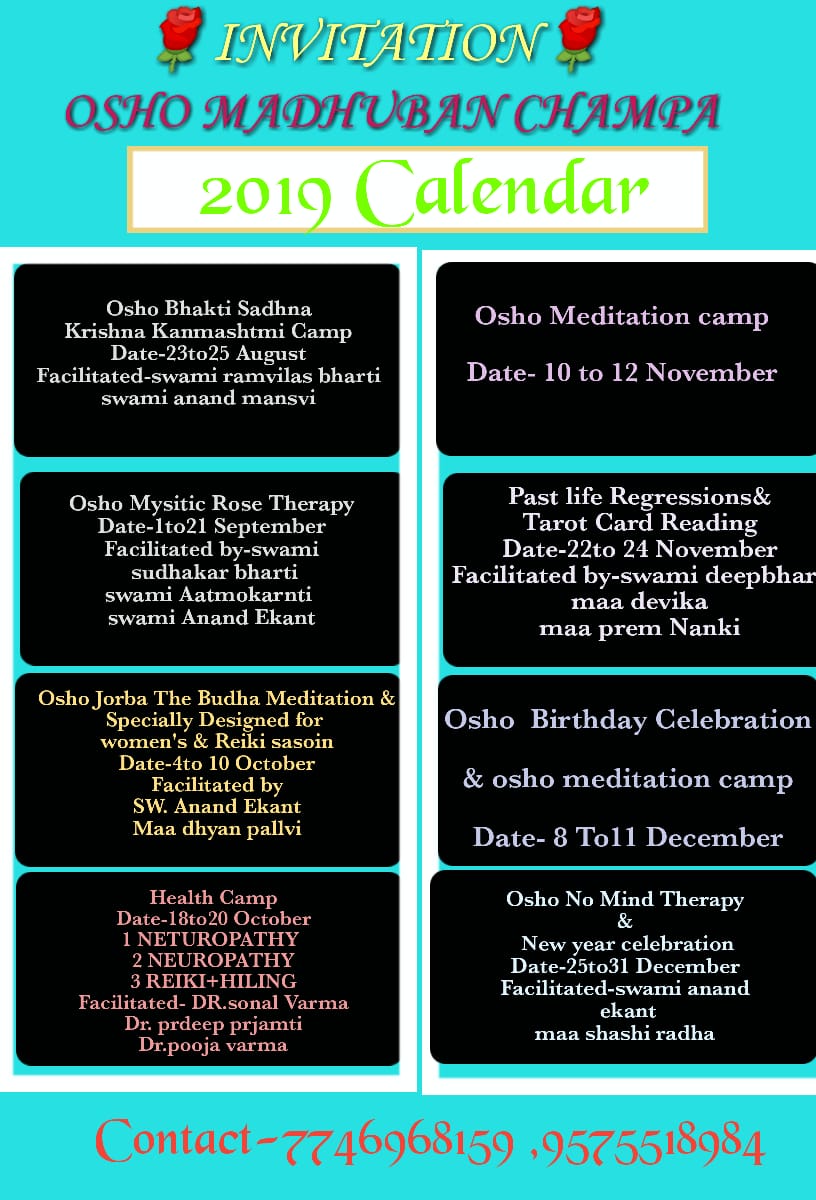 INVITATION
OSHO MADHUBAN CHAMPA
2019 Calendar
Osho Bhakti Sadhna
Krishna Kanmashtmi Camp
Date-23to25 August
Facilitated-swami ramvilas bharti
swami anand mansvi
Osho Mysitic Rose Therapy
Date-1to21 September
Facilitated by-swami
sudhakar bharti
swami Aatmokarnti
swami Anand Ekant
Osho Jorba The Budha Meditation &
Specially Designed for
women's & Reiki sasoin
Date-4to 10 October
Facilitated by
SW. Anand Ekant
Maa dhyan pallvi
Health Camp
Date-18to20 October
1 NETUROPATHY
2 NEUROPATHY
3 REIKI+HILING
Facilitated- DR.sonal Varma
Dr. prdeep prjamti
Dr.pooja varma
Osho Meditation camp
Date- 10 to 12 November
Past life Regressions&
Tarot Card Reading
Date-22to 24 November
Facilitated by-swami deepbhar
maa devika
maa prem Nanki
Osho Birthday Celebration
& osho meditation camp
Date- 8 To11 December
Osho No Mind Therapy
&
New year celebration
Date-25to31 December
Facilitated-swami anand
ekant
maa shashi radha
Contact-7746968159 ,9575518984